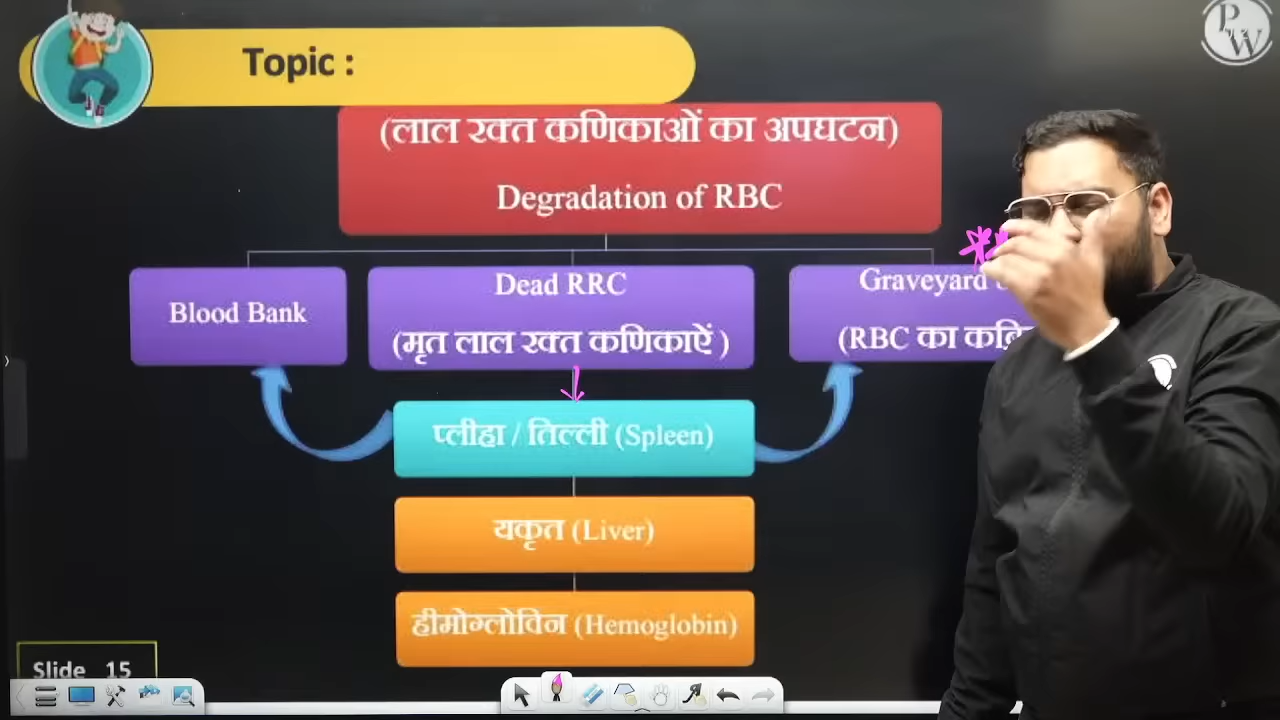 Topic :
PW
(लाल रक्त कणिकाओं का अपघटन)
Degradation of RBC
Blood Bank
Dead RRC
(मृत लाल रक्त कणिकाऐं )
Graveyard
(RBC का
प्लीहा / तिल्ली (Spleen)
यकृत (Liver)
हीमोग्लोविन (Hemoglobin)
Slide 15